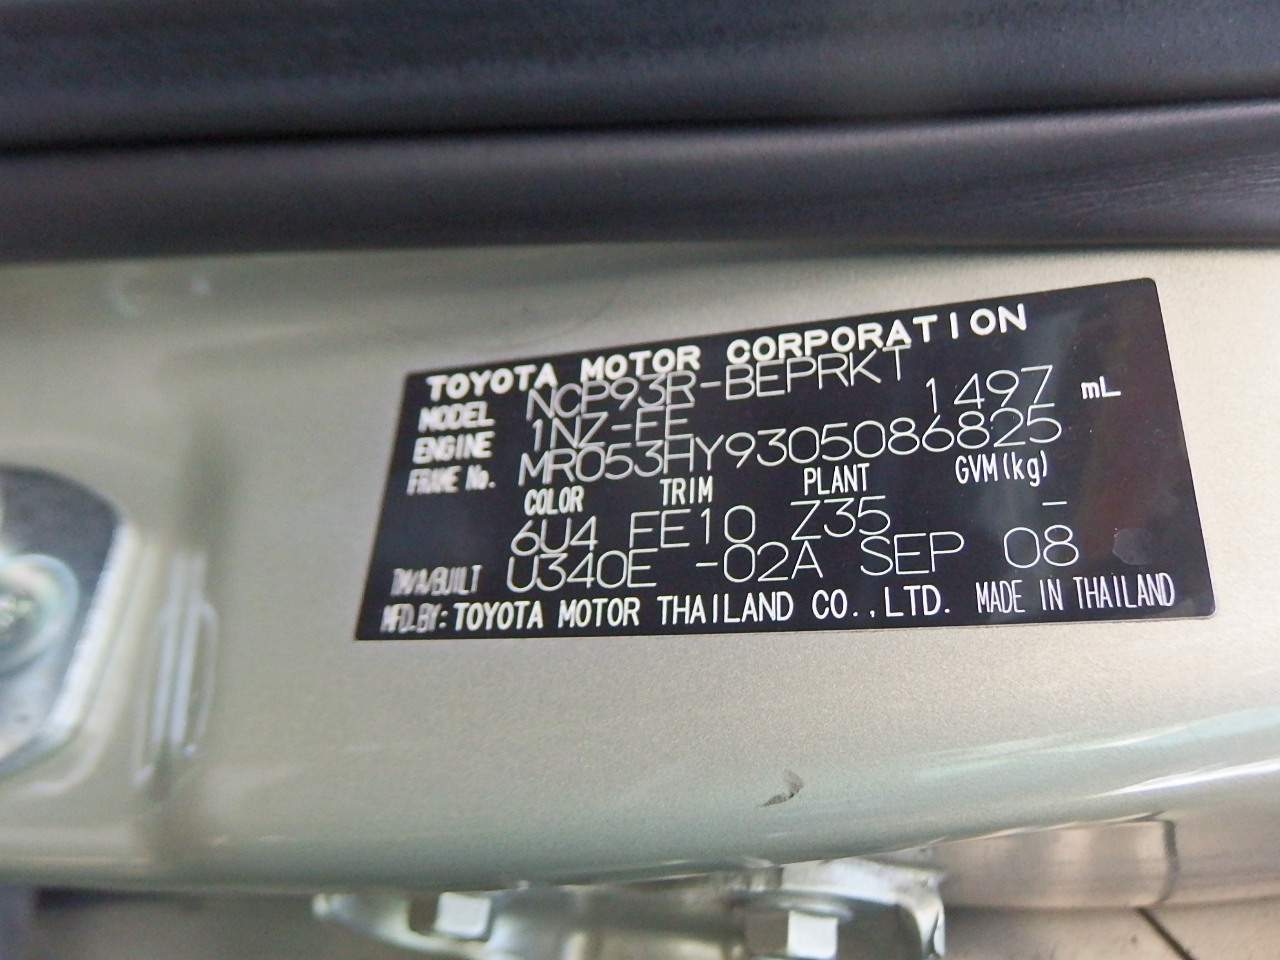 TOYOTA MOTOR CORPORATION
MODEL NCP93R-BEPRKT
ENGINE 1NZ-FE 1497 mL
FRAME No. MR053HY9305086825
COLOR TRIM PLANT GVM(kg)
6U4 FE10 Z35 -
TM/A/BUILT U340E -02A SEP 08
MFD.BY: TOYOTA MOTOR THAILAND CO.,LTD. MADE IN THAILAND